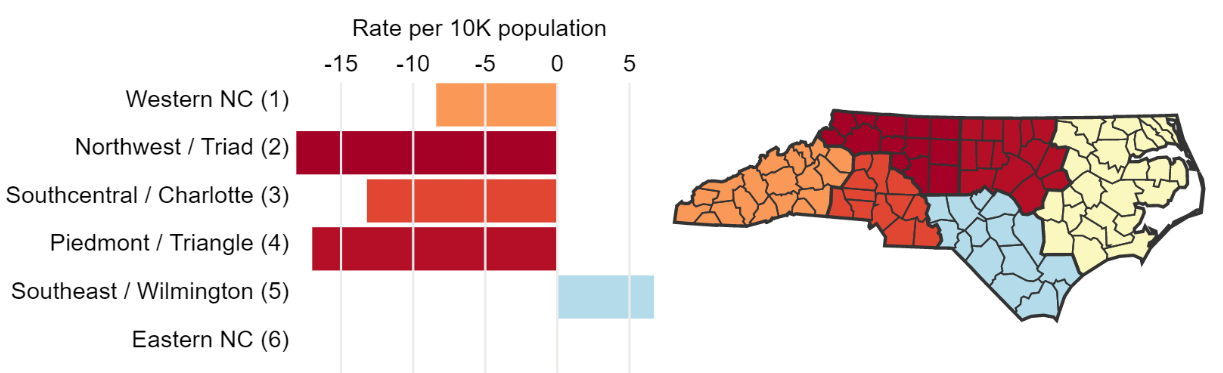 Rate per 10K population
-15 -10 -5 0 5
Western NC (1)
Northwest / Triad (2)
Southcentral / Charlotte (3)
Piedmont / Triangle (4)
Southeast / Wilmington (5)
Eastern NC (6)